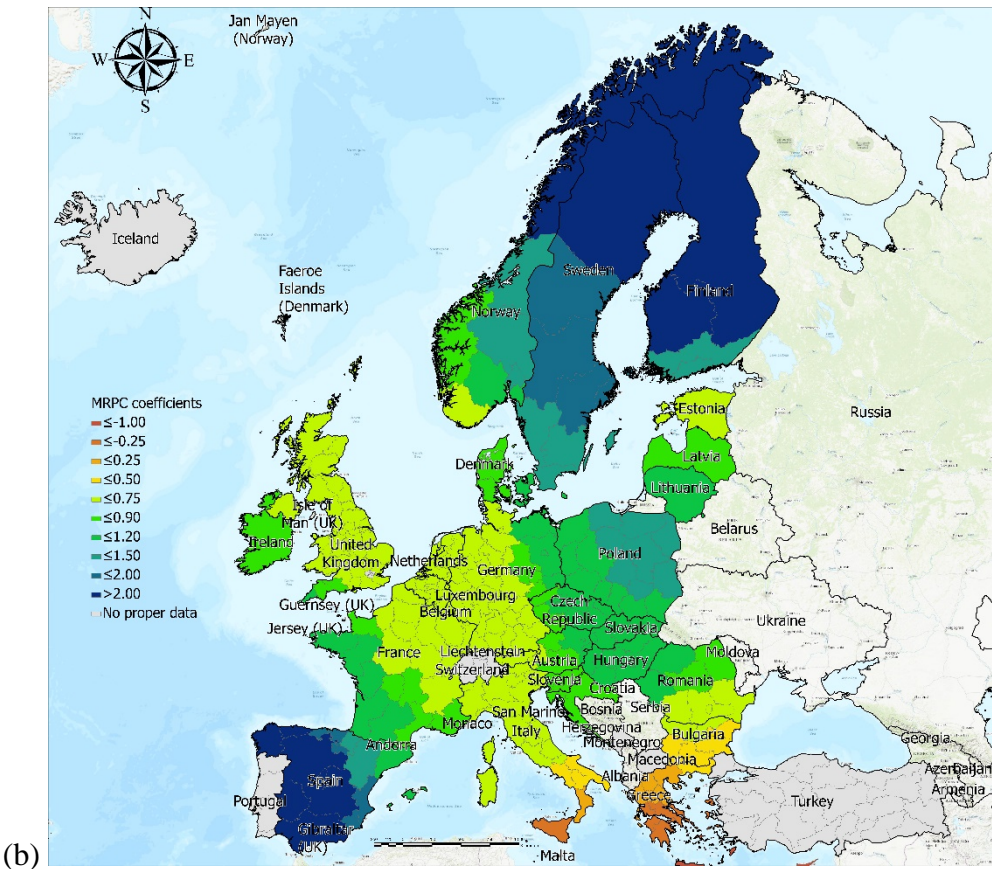 Jan Mayen
(Norway)
N
W
E
S
Iceland
Faeroe
Islands
(Denmark)
Sweden
Finland
Norway
MRPC coefficients
≤-1.00
≤-0.25
≤0.25
≤0.50
≤0.75
≤0.90
≤1.20
≤1.50
≤2.00
>2.00
No proper data
Estonia
Russia
Latvia
Denmark
Lithuania
Isle of
Man (UK)
Ireland
Belarus
United
Kingdom
Netherlands
Poland
Germany
Luxembourg
Belgium
Guernsey (UK)
Czech
Republic
Jersey (UK)
Slovakia
Ukraine
France
Liechtenstein
Switzerland
Austria
Hungary
Moldova
Slovenia
Romania
Croatia
San Marino
Bosnia
Serbia
Monaco
Italy
Herzegovina
Bulgaria
Andorra
Montenegro
Georgia
Macedonia
Albania
Azerbaijan
Armenia
Spain
Portugal
Greece
Turkey
Gibraltar
(UK)
Malta
(b)